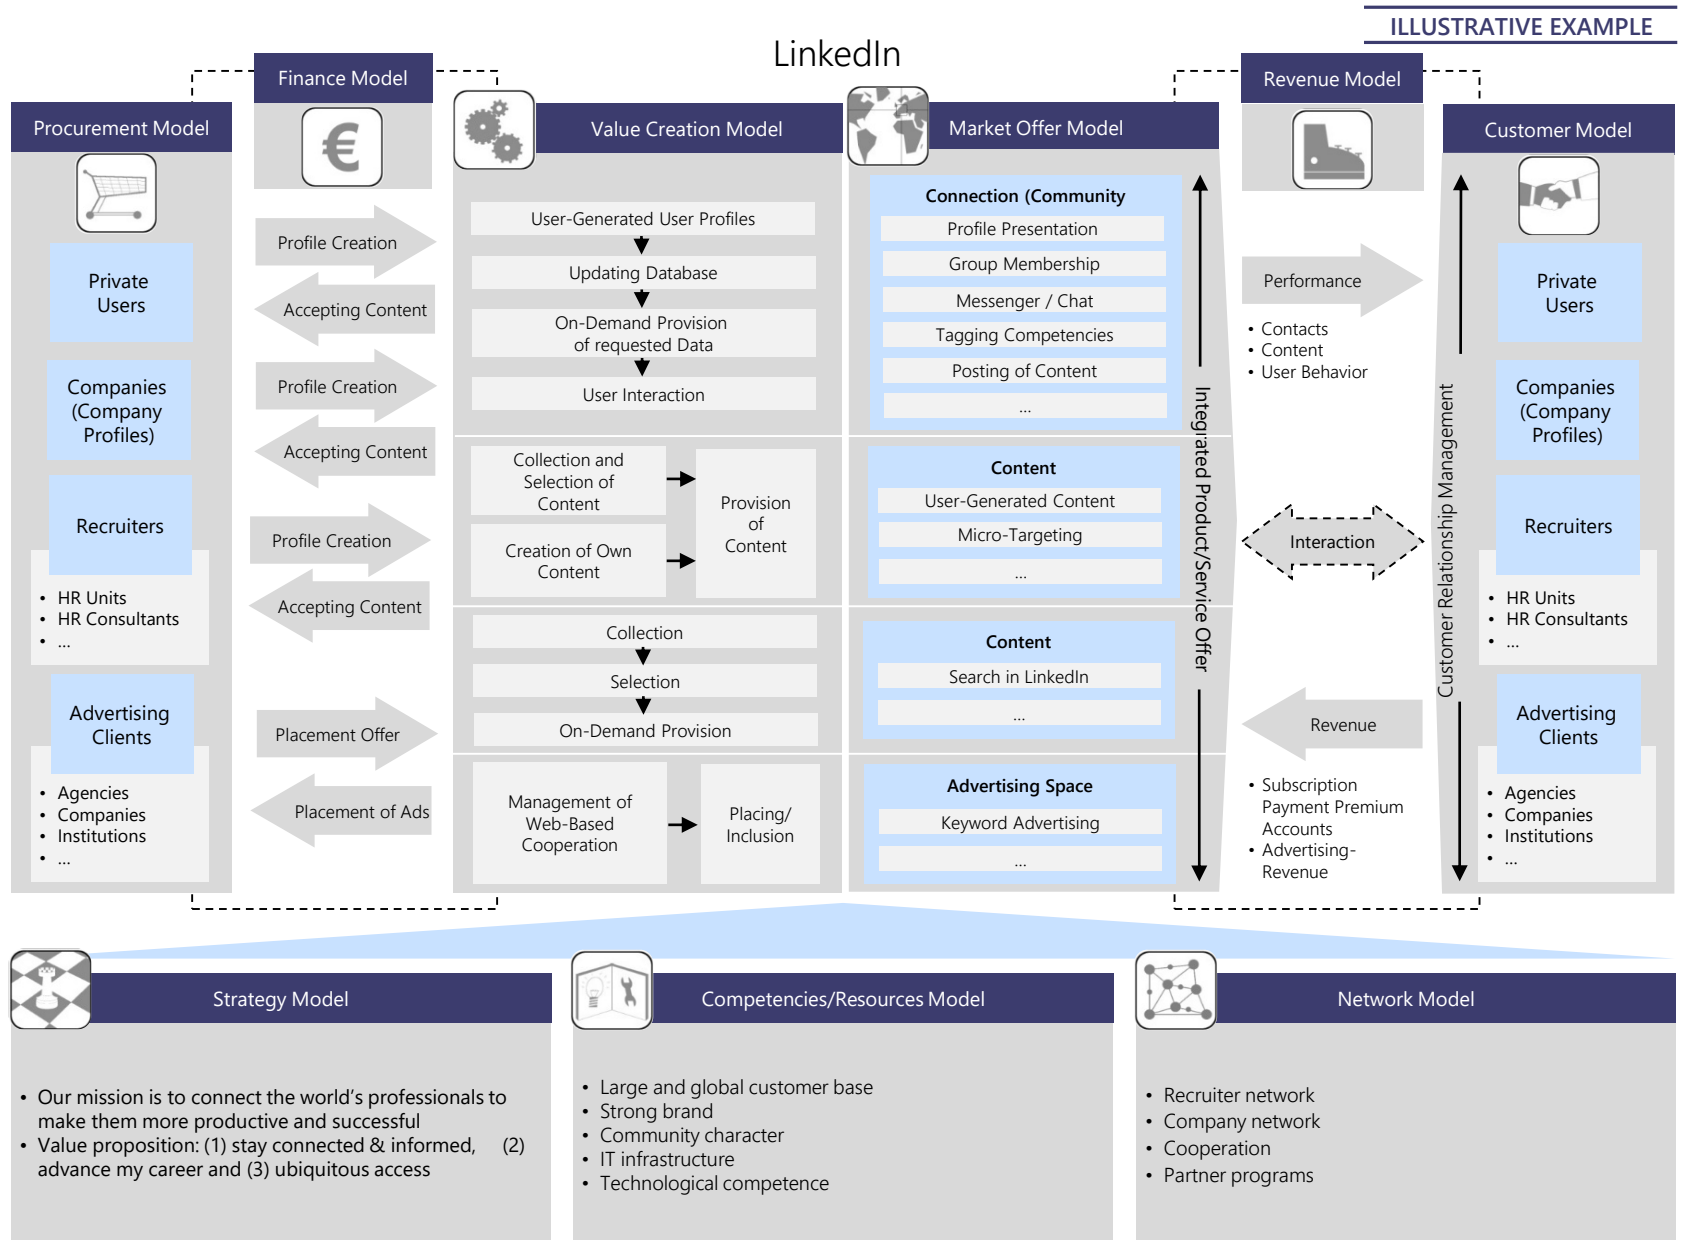 ILLUSTRATIVE EXAMPLE
LinkedIn
Finance Model
Revenue Model
Procurement Model
Value Creation Model
Market Offer Model
Customer Model
€
Private
Users
Companies
(Company
Profiles)
Recruiters
• HR Units
• HR Consultants
• ...
Advertising
Clients
• Agencies
• Companies
• Institutions
• ...
Profile Creation
Accepting Content
Profile Creation
Accepting Content
Profile Creation
Accepting Content
Placement Offer
Placement of Ads
User-Generated User Profiles
Updating Database
On-Demand Provision
of requested Data
User Interaction
Collection and
Selection of
Content
Creation of Own
Content
Provision
of
Content
Collection
Selection
On-Demand Provision
Management of
Web-Based
Cooperation
Placing/
Inclusion
Connection (Community
Profile Presentation
Group Membership
Messenger / Chat
Tagging Competencies
Posting of Content
...
Content
User-Generated Content
Micro-Targeting
...
Content
Search in LinkedIn
...
Advertising Space
Keyword Advertising
...
Integrated Product/Service Offer
Performance
• Contacts
• Content
• User Behavior
Interaction
Revenue
• Subscription
Payment Premium
Accounts
• Advertising-
Revenue
Customer Relationship Management
Private
Users
Companies
(Company
Profiles)
Recruiters
• HR Units
• HR Consultants
• ...
Advertising
Clients
• Agencies
• Companies
• Institutions
• ...
Strategy Model
• Our mission is to connect the world's professionals to
make them more productive and successful
• Value proposition: (1) stay connected & informed, (2)
advance my career and (3) ubiquitous access
Competencies/Resources Model
• Large and global customer base
• Strong brand
• Community character
• IT infrastructure
• Technological competence
Network Model
• Recruiter network
• Company network
• Cooperation
• Partner programs